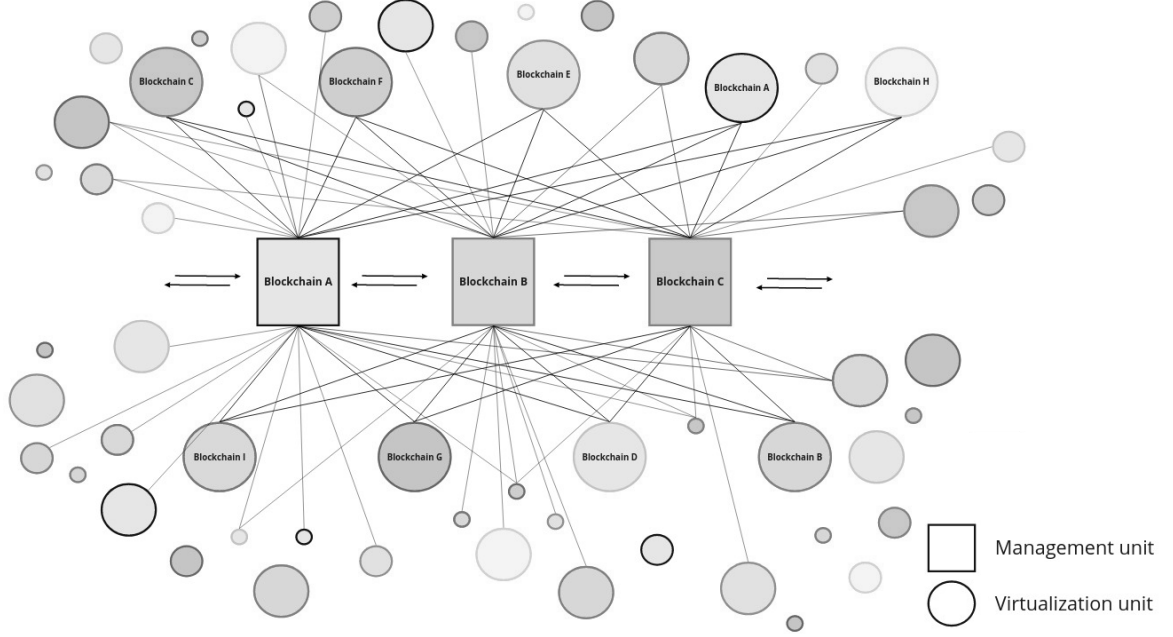 Blockchain C
Blockchain F
Blockchain E
Blockchain A
Blockchain H
Blockchain A
Blockchain B
Blockchain C
Blockchain I
Blockchain G
Blockchain D
Blockchain B
Management unit
Virtualization unit